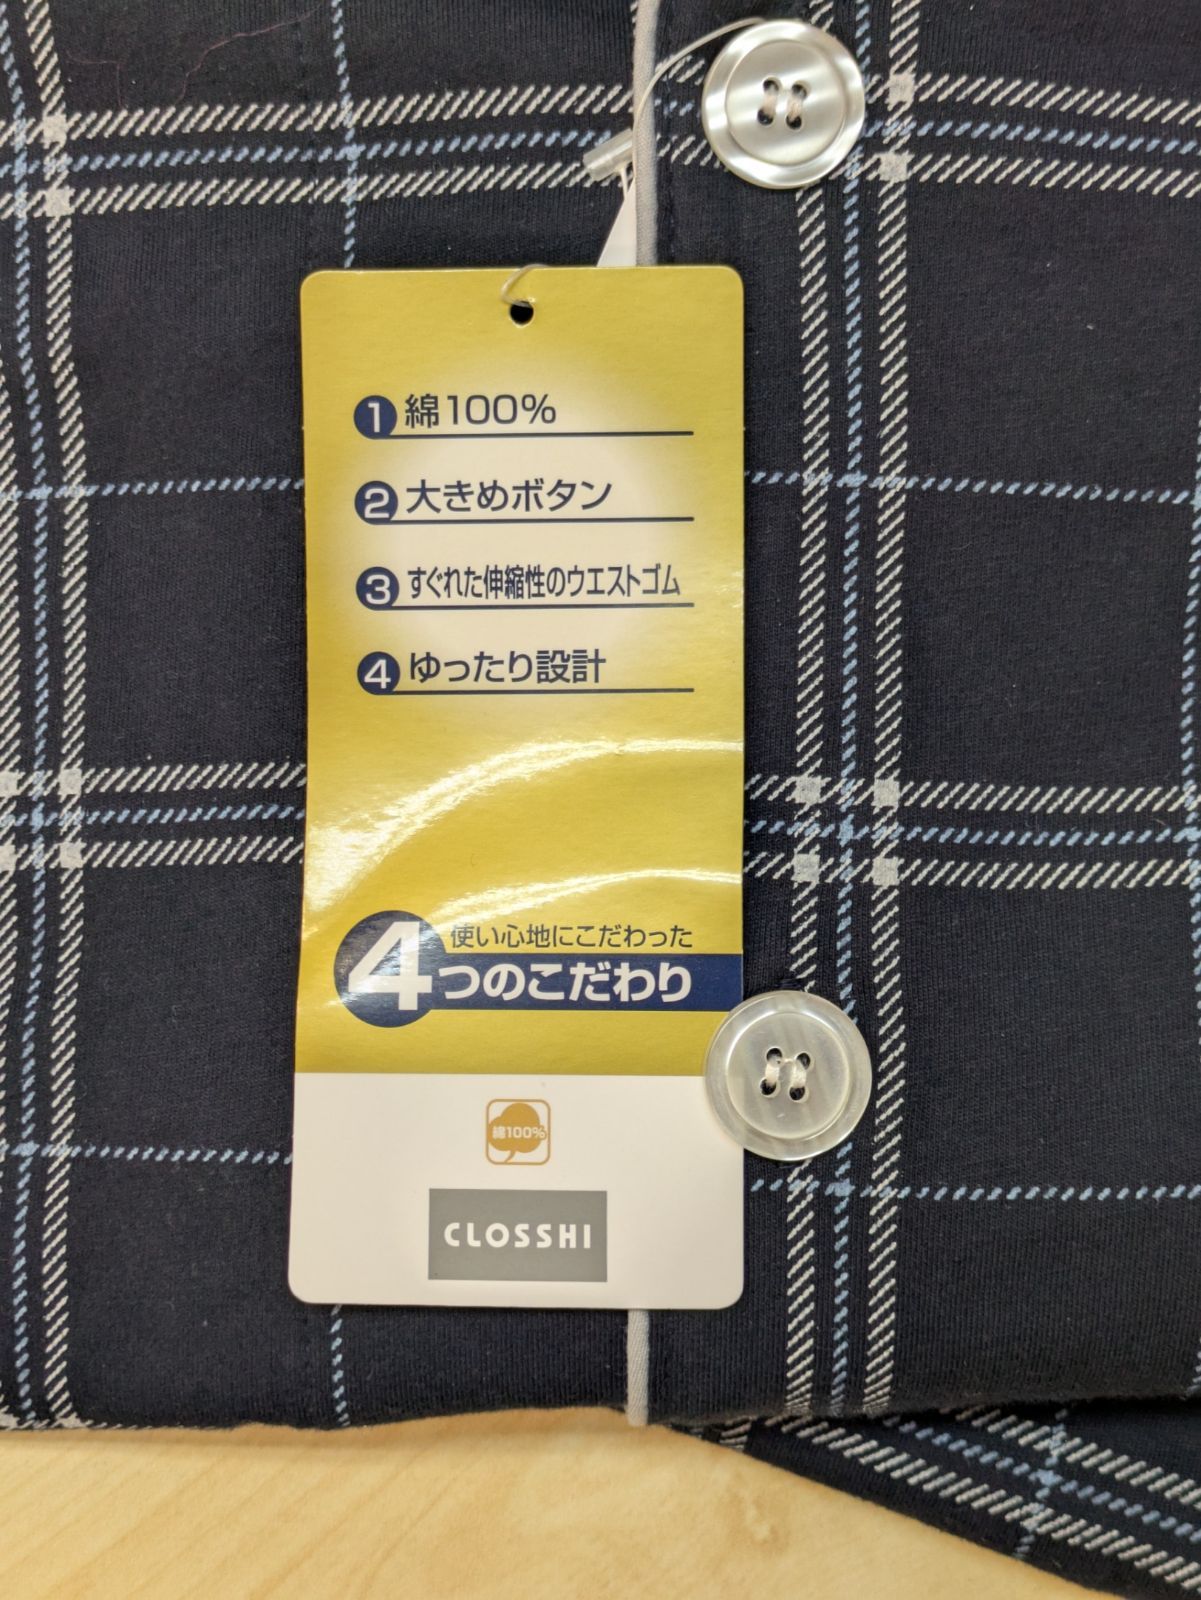 1 綿100%
2 大きめボタン
3 すぐれた伸縮性のウエストゴム
4 ゆったり設計
使い心地にこだわった
4つのこだわり
綿100%
CLOSSHI